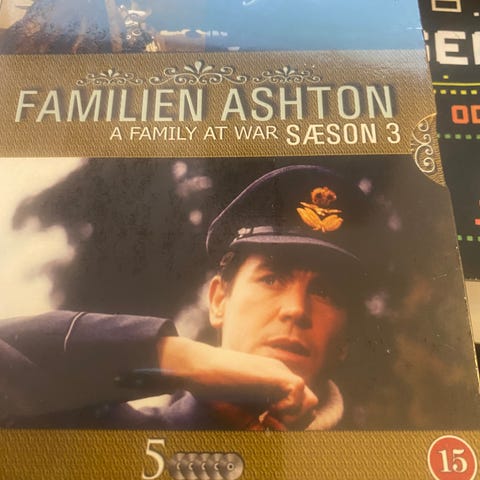 FAMILIEN ASHTON
A FAMILY AT WAR SÆSON 3
5
15